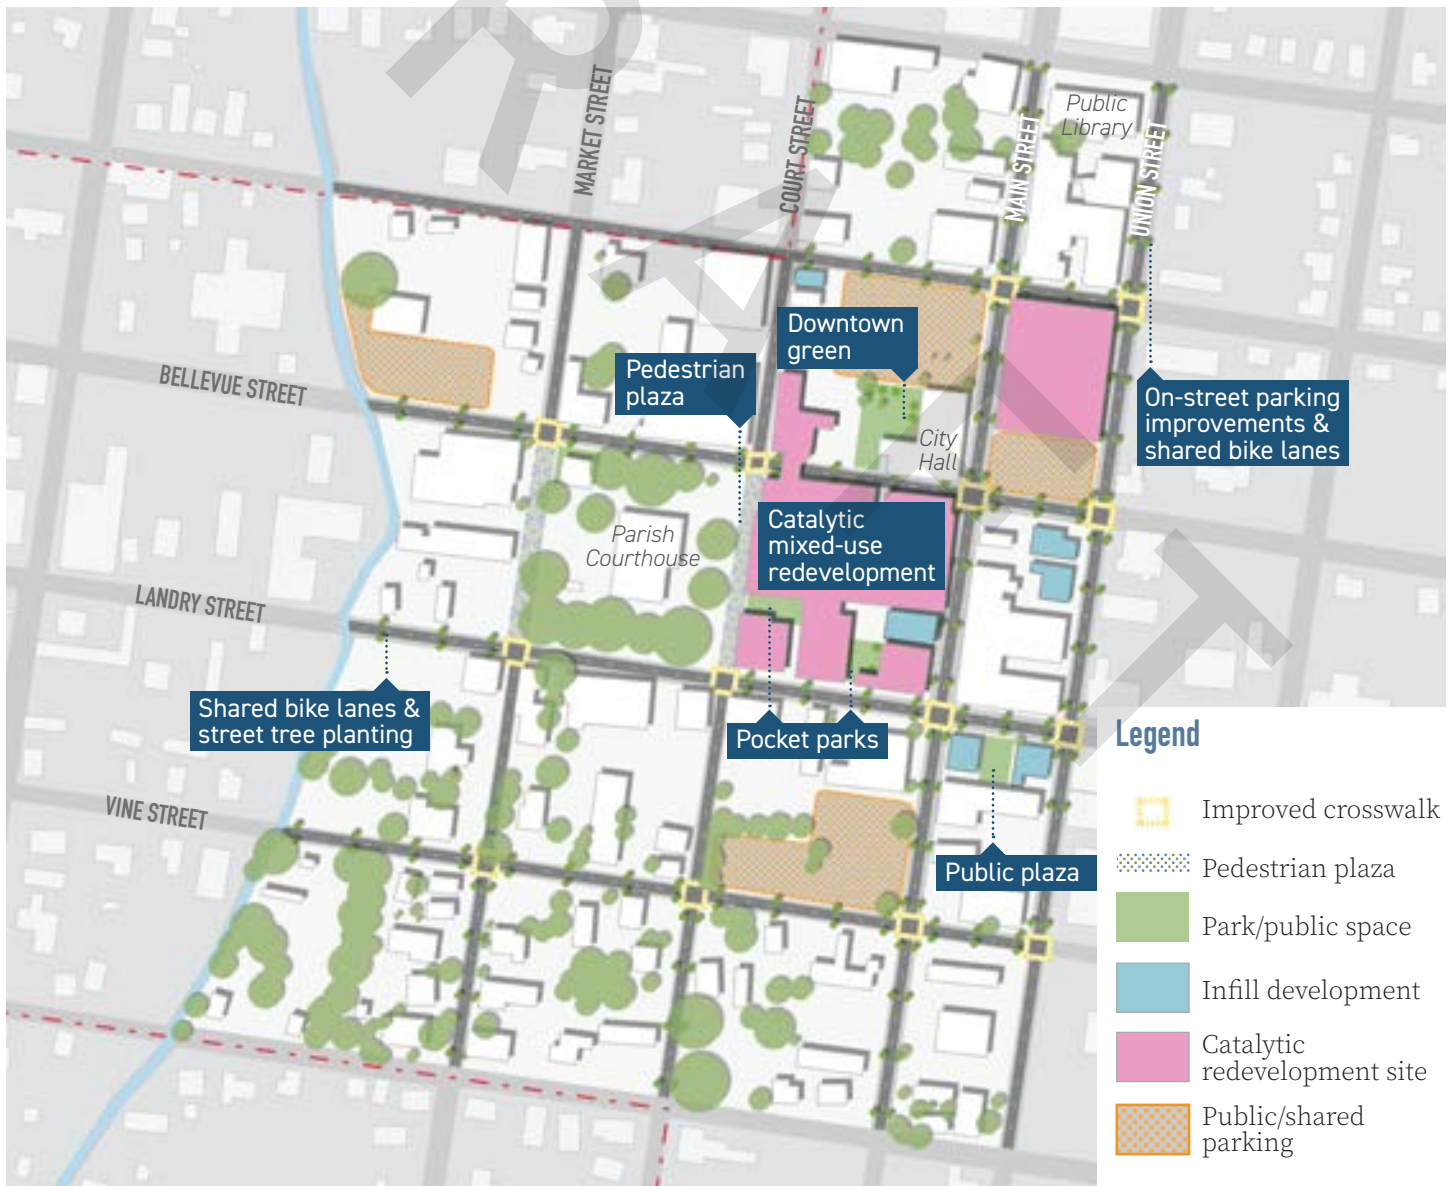 MARKET STREET
COURT STREET
MAIN STREET
UNION STREET
Public
Library
BELLEVUE STREET
Downtown
green
Pedestrian
plaza
On-street parking
improvements &
shared bike lanes
City
Hall
Parish
Courthouse
Catalytic
mixed-use
redevelopment
LANDRY STREET
Shared bike lanes &
street tree planting
Pocket parks
VINE STREET
Public plaza
Legend
Improved crosswalk
Pedestrian plaza
Park/public space
Infill development
Catalytic
redevelopment site
Public/shared
parking
RAFT